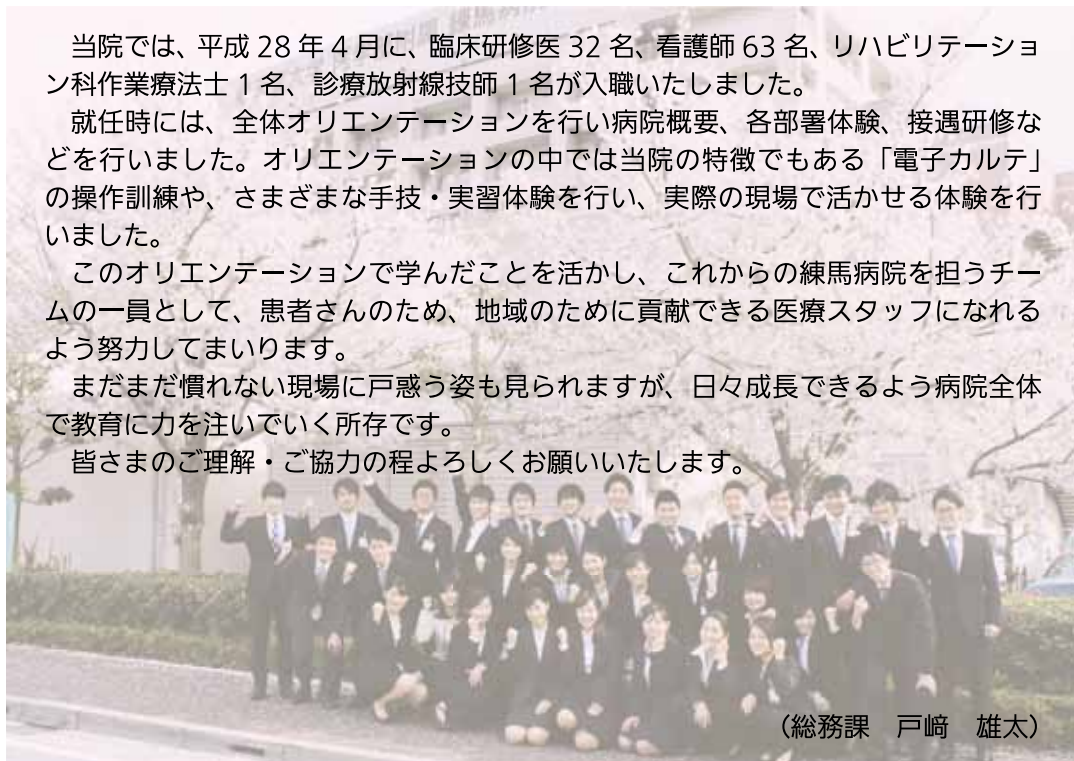 練馬病院
当院では、平成 28 年 4 月に、臨床研修医 32 名、看護師 63 名、リハビリテーショ
ン科作業療法士 1 名、診療放射線技師 1 名が入職いたしました。
就任時には、全体オリエンテーションを行い病院概要、各部署体験、接遇研修な
どを行いました。オリエンテーションの中では当院の特徴でもある「電子カルテ」
の操作訓練や、さまざまな手技・実習体験を行い、実際の現場で活かせる体験を行
いました。
このオリエンテーションで学んだことを活かし、これからの練馬病院を担うチー
ムの一員として、患者さんのため、地域のために貢献できる医療スタッフになれる
よう努力してまいります。
まだまだ慣れない現場に戸惑う姿も見られますが、日々成長できるよう病院全体
で教育に力を注いでいく所存です。
皆さまのご理解・ご協力の程よろしくお願いいたします。
（総務課　戸﨑　雄太）